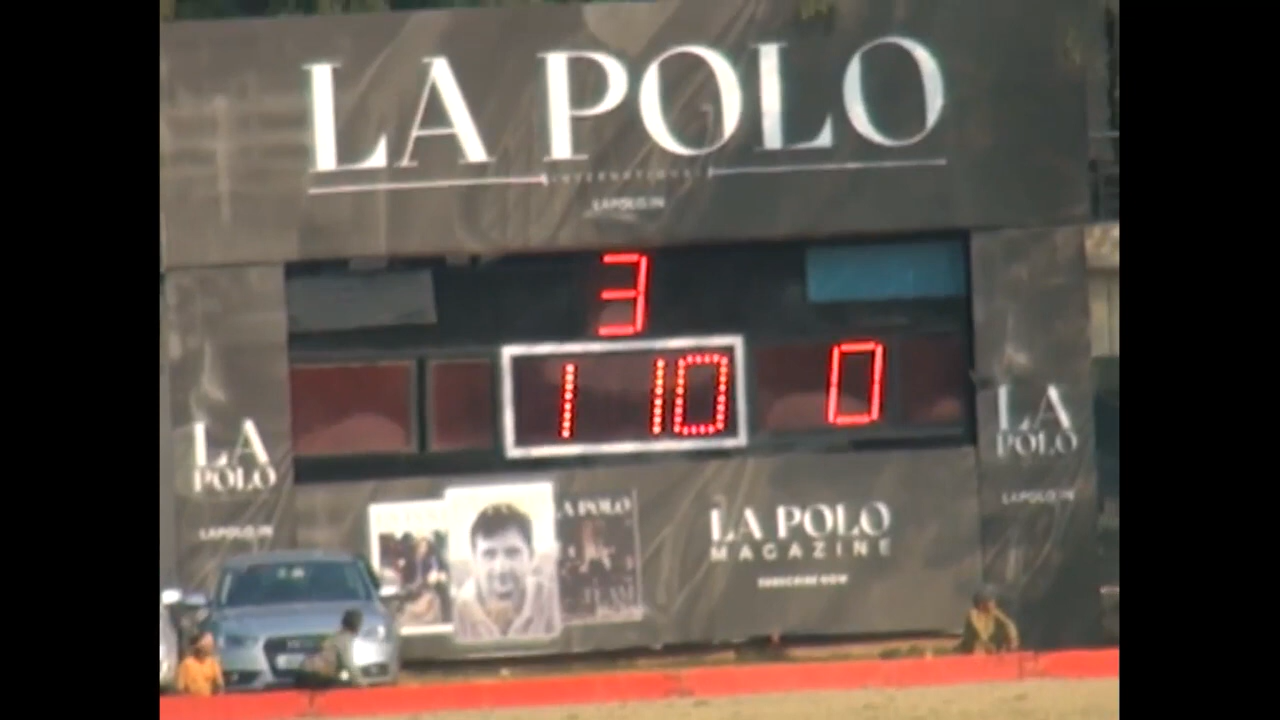 LA POLO
INTERNATIONAL
LAPOLO.IN
3
1 10
0
LA
POLO
LAPOLO.IN
LA
POLO
LAPOLO.IN
LA POLO
LA POLO
MAGAZINE
SUBSCRIBE NOW